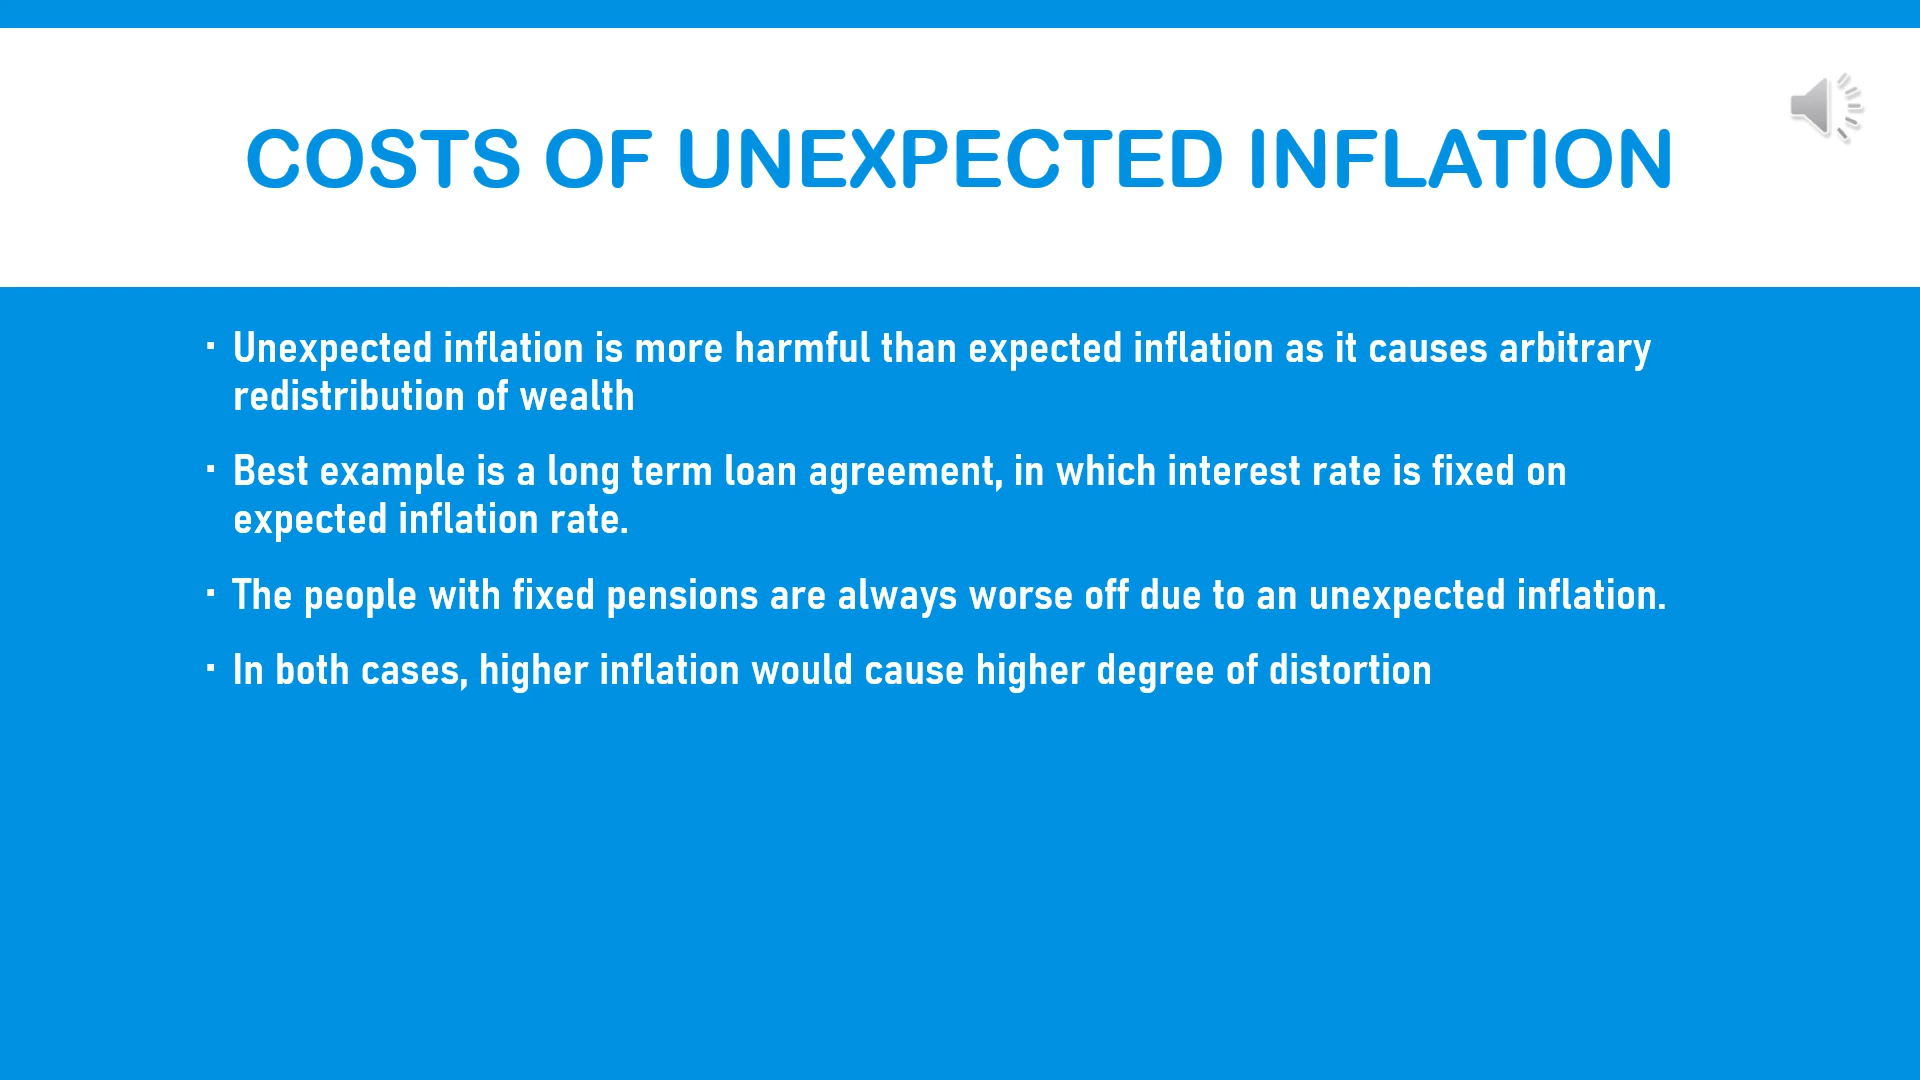 COSTS OF UNEXPECTED INFLATION
▪ Unexpected inflation is more harmful than expected inflation as it causes arbitrary
redistribution of wealth
▪ Best example is a long term loan agreement, in which interest rate is fixed on
expected inflation rate.
▪ The people with fixed pensions are always worse off due to an unexpected inflation.
▪ In both cases, higher inflation would cause higher degree of distortion